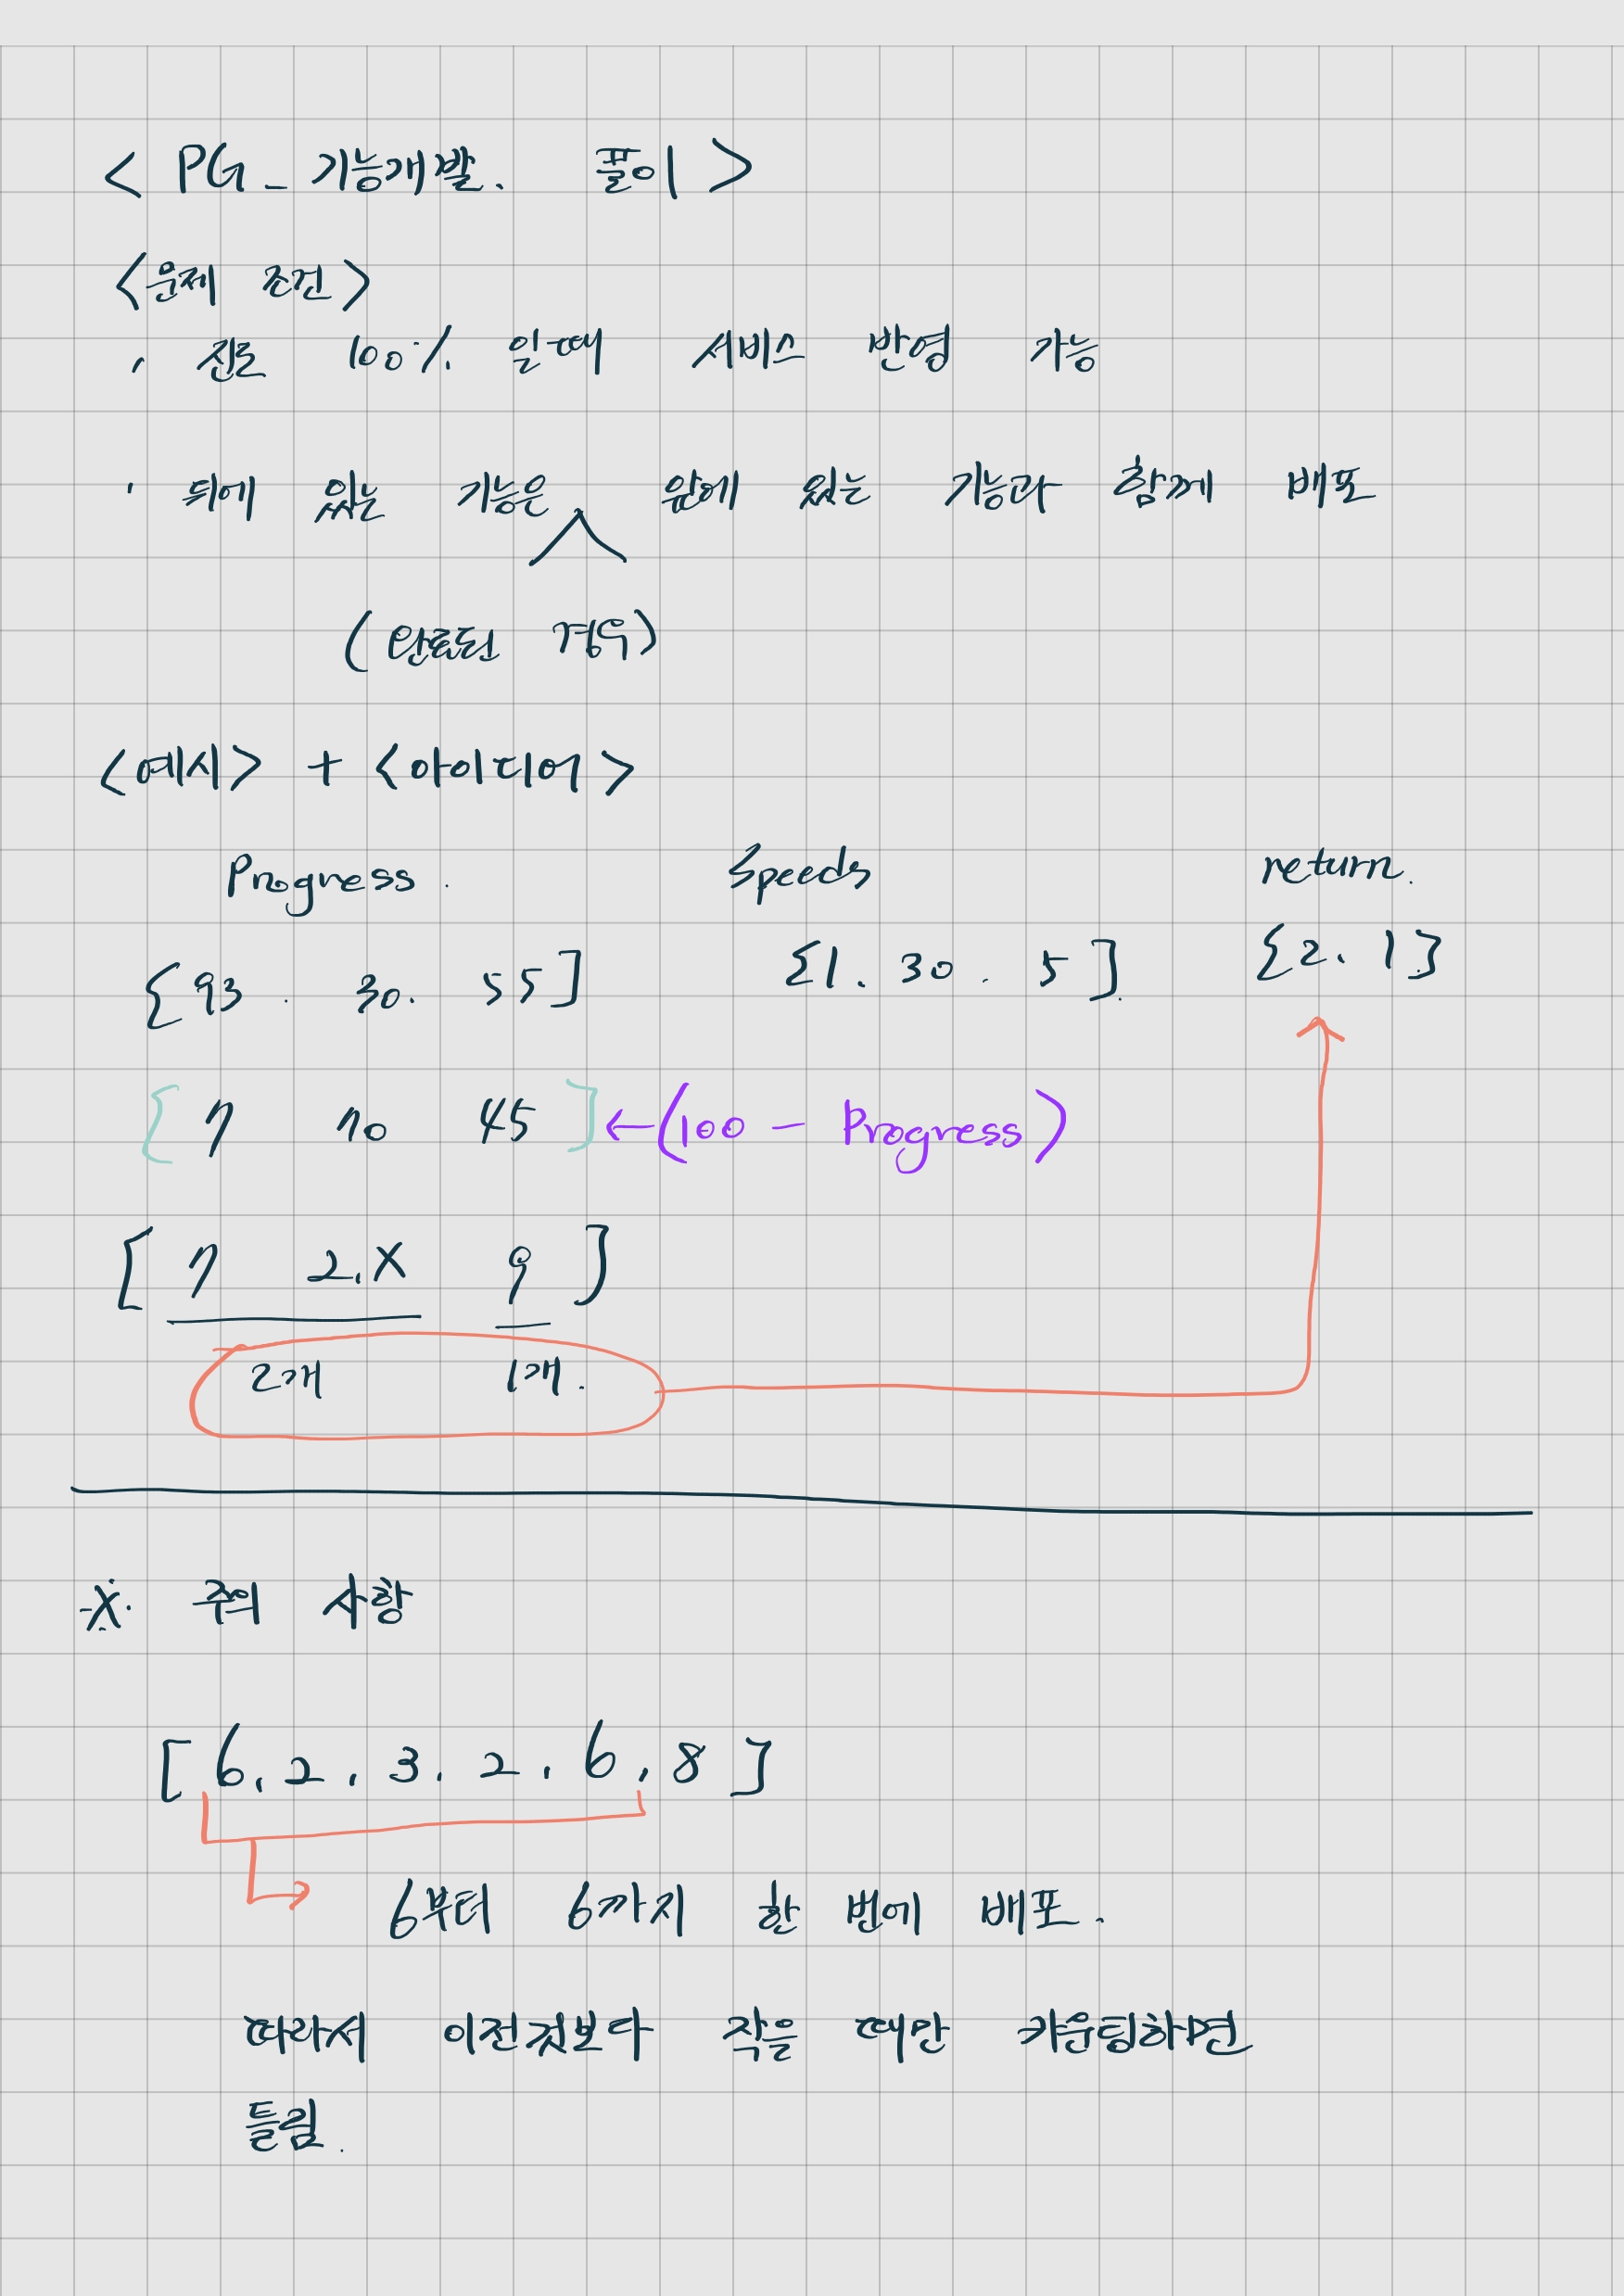 < PG_기능개발. 풀이 >
<문제 조건>
· 진도 100% 일때 서비스 반영 가능
· 뒤에 있는 기능은 앞에 있는 기능과 함께 배포
(완료된 경우)
<예시> + <아이디어>
Progress. Speeds return.
[93. 30. 55] [1. 30. 5]. [2. 1]
[7 70 45] ←(100 - Progress)
[7 2.X 9]
2개 1개.
※. 주의 사항
[6. 2. 3. 2. 6. 8]
6부터 6까지 한 번에 배포.
따라서 이전것보다 작을 때만 카운팅하면
틀림.